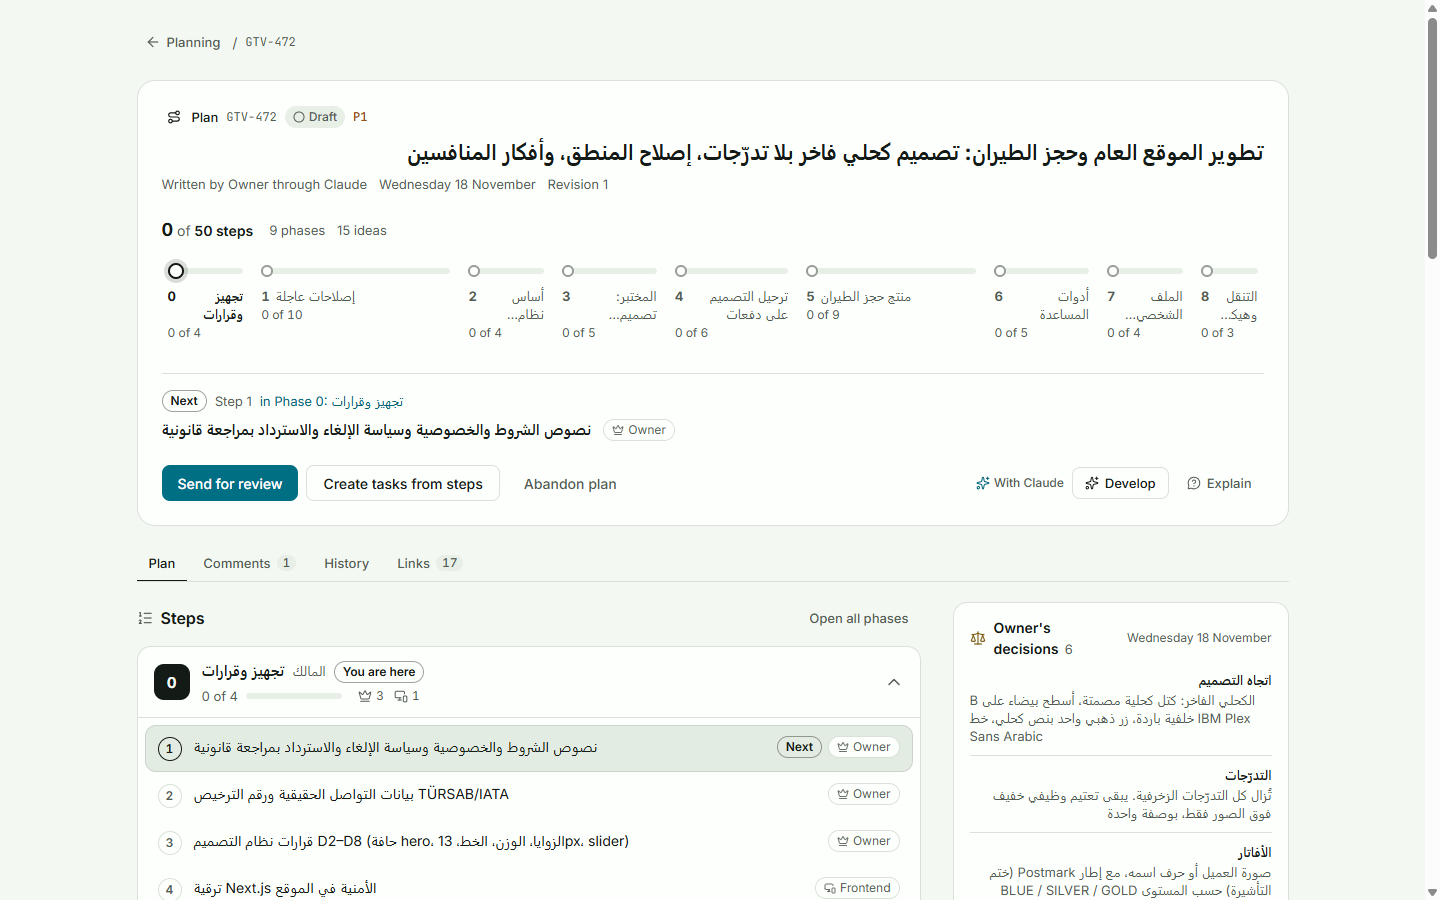 Planning / GTV-472
Plan GTV-472 Draft P1
تطوير الموقع العام وحجز الطيران: تصميم كحلي فاخر بلا تدرّجات، إصلاح المنطق، وأفكار المنافسين
Written by Owner through Claude Wednesday 18 November Revision 1
0 of 50 steps 9 phases 15 ideas
0 تجهيز وقرارات
0 of 4
1 إصلاحات عاجلة
0 of 10
2 أساس نظام...
0 of 4
3 المختبر: تصميم...
0 of 5
4 ترحيل التصميم على دفعات
0 of 6
5 منتج حجز الطيران
0 of 9
6 أدوات المساعدة
0 of 5
7 الملف الشخصي...
0 of 4
8 التنقل وهيك...
0 of 3
Next Step 1 in Phase 0: تجهيز وقرارات
نصوص الشروط والخصوصية وسياسة الإلغاء والاسترداد بمراجعة قانونية Owner
Send for review Create tasks from steps Abandon plan With Claude Develop Explain
Plan Comments 1 History Links 17
Steps Open all phases
0 تجهيز وقرارات المالك You are here
0 of 4 3 1
1 نصوص الشروط والخصوصية وسياسة الإلغاء والاسترداد بمراجعة قانونية Next Owner
2 بيانات التواصل الحقيقية ورقم الترخيص TÜRSAB/IATA Owner
3 قرارات نظام التصميم D2–D8 (حافة hero، الزوايا، الوزن، الخط، 13px، slider) Owner
4 ترقية Next.js الأمنية في الموقع Frontend
Owner's decisions 6 Wednesday 18 November
اتجاه التصميم
B الكحلي الفاخر: كتل كحلية مصمتة، أسطح بيضاء على
خلفية باردة، زر ذهبي واحد بنص كحلي، خط IBM Plex
Sans Arabic
التدرّجات
تُزال كل التدرّجات الزخرفية. يبقى تعتيم وظيفي خفيف
فوق الصور فقط، بوصفة واحدة
الأفاتار
صورة العميل أو حرف اسمه، مع إطار Postmark (ختم
التأشيرة) حسب المستوى BLUE / SILVER / GOLD